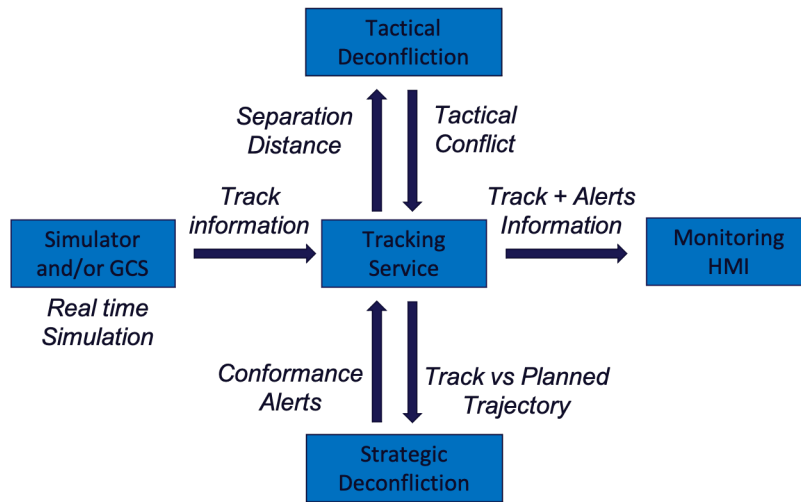 Tactical
Deconfliction
Separation
Distance
Tactical
Conflict
Track
information
Track + Alerts
Information
Simulator
and/or GCS
Tracking
Service
Monitoring
HMI
Real time
Simulation
Conformance
Alerts
Track vs Planned
Trajectory
Strategic
Deconfliction